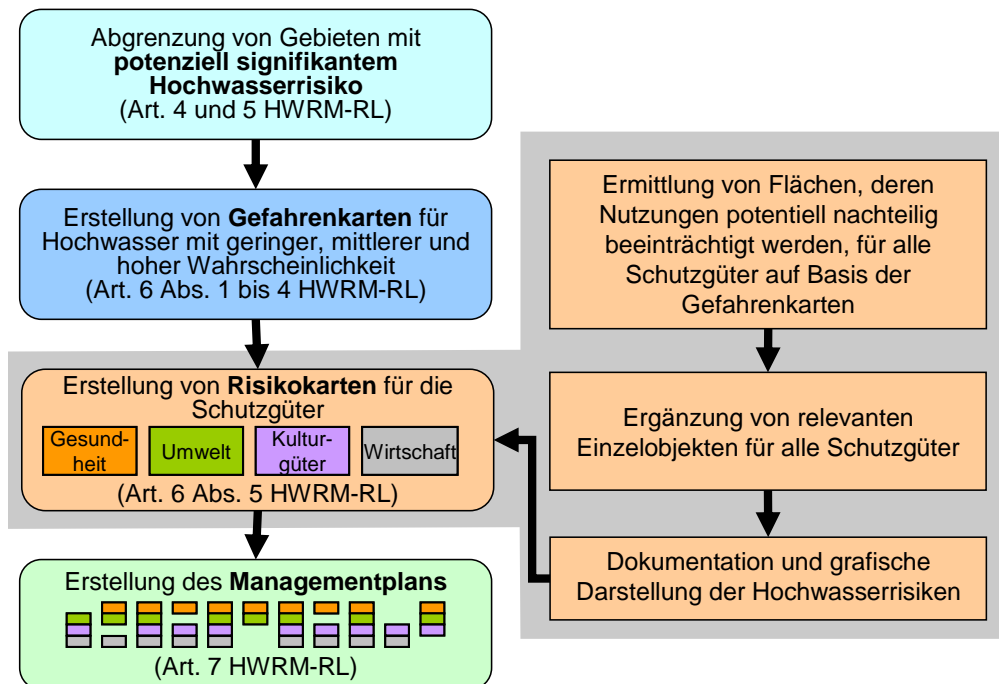 Abgrenzung von Gebieten mit
potenziell signifikantem
Hochwasserrisiko
(Art. 4 und 5 HWRM-RL)
Erstellung von Gefahrenkarten für
Hochwasser mit geringer, mittlerer und
hoher Wahrscheinlichkeit
(Art. 6 Abs. 1 bis 4 HWRM-RL)
Erstellung von Risikokarten für die
Schutzgüter
Gesund-
heit
Umwelt
Kultur-
güter
Wirtschaft
(Art. 6 Abs. 5 HWRM-RL)
Erstellung des Managementplans
(Art. 7 HWRM-RL)
Ermittlung von Flächen, deren
Nutzungen potentiell nachteilig
beeinträchtigt werden, für alle
Schutzgüter auf Basis der
Gefahrenkarten
Ergänzung von relevanten
Einzelobjekten für alle Schutzgüter
Dokumentation und grafische
Darstellung der Hochwasserrisiken